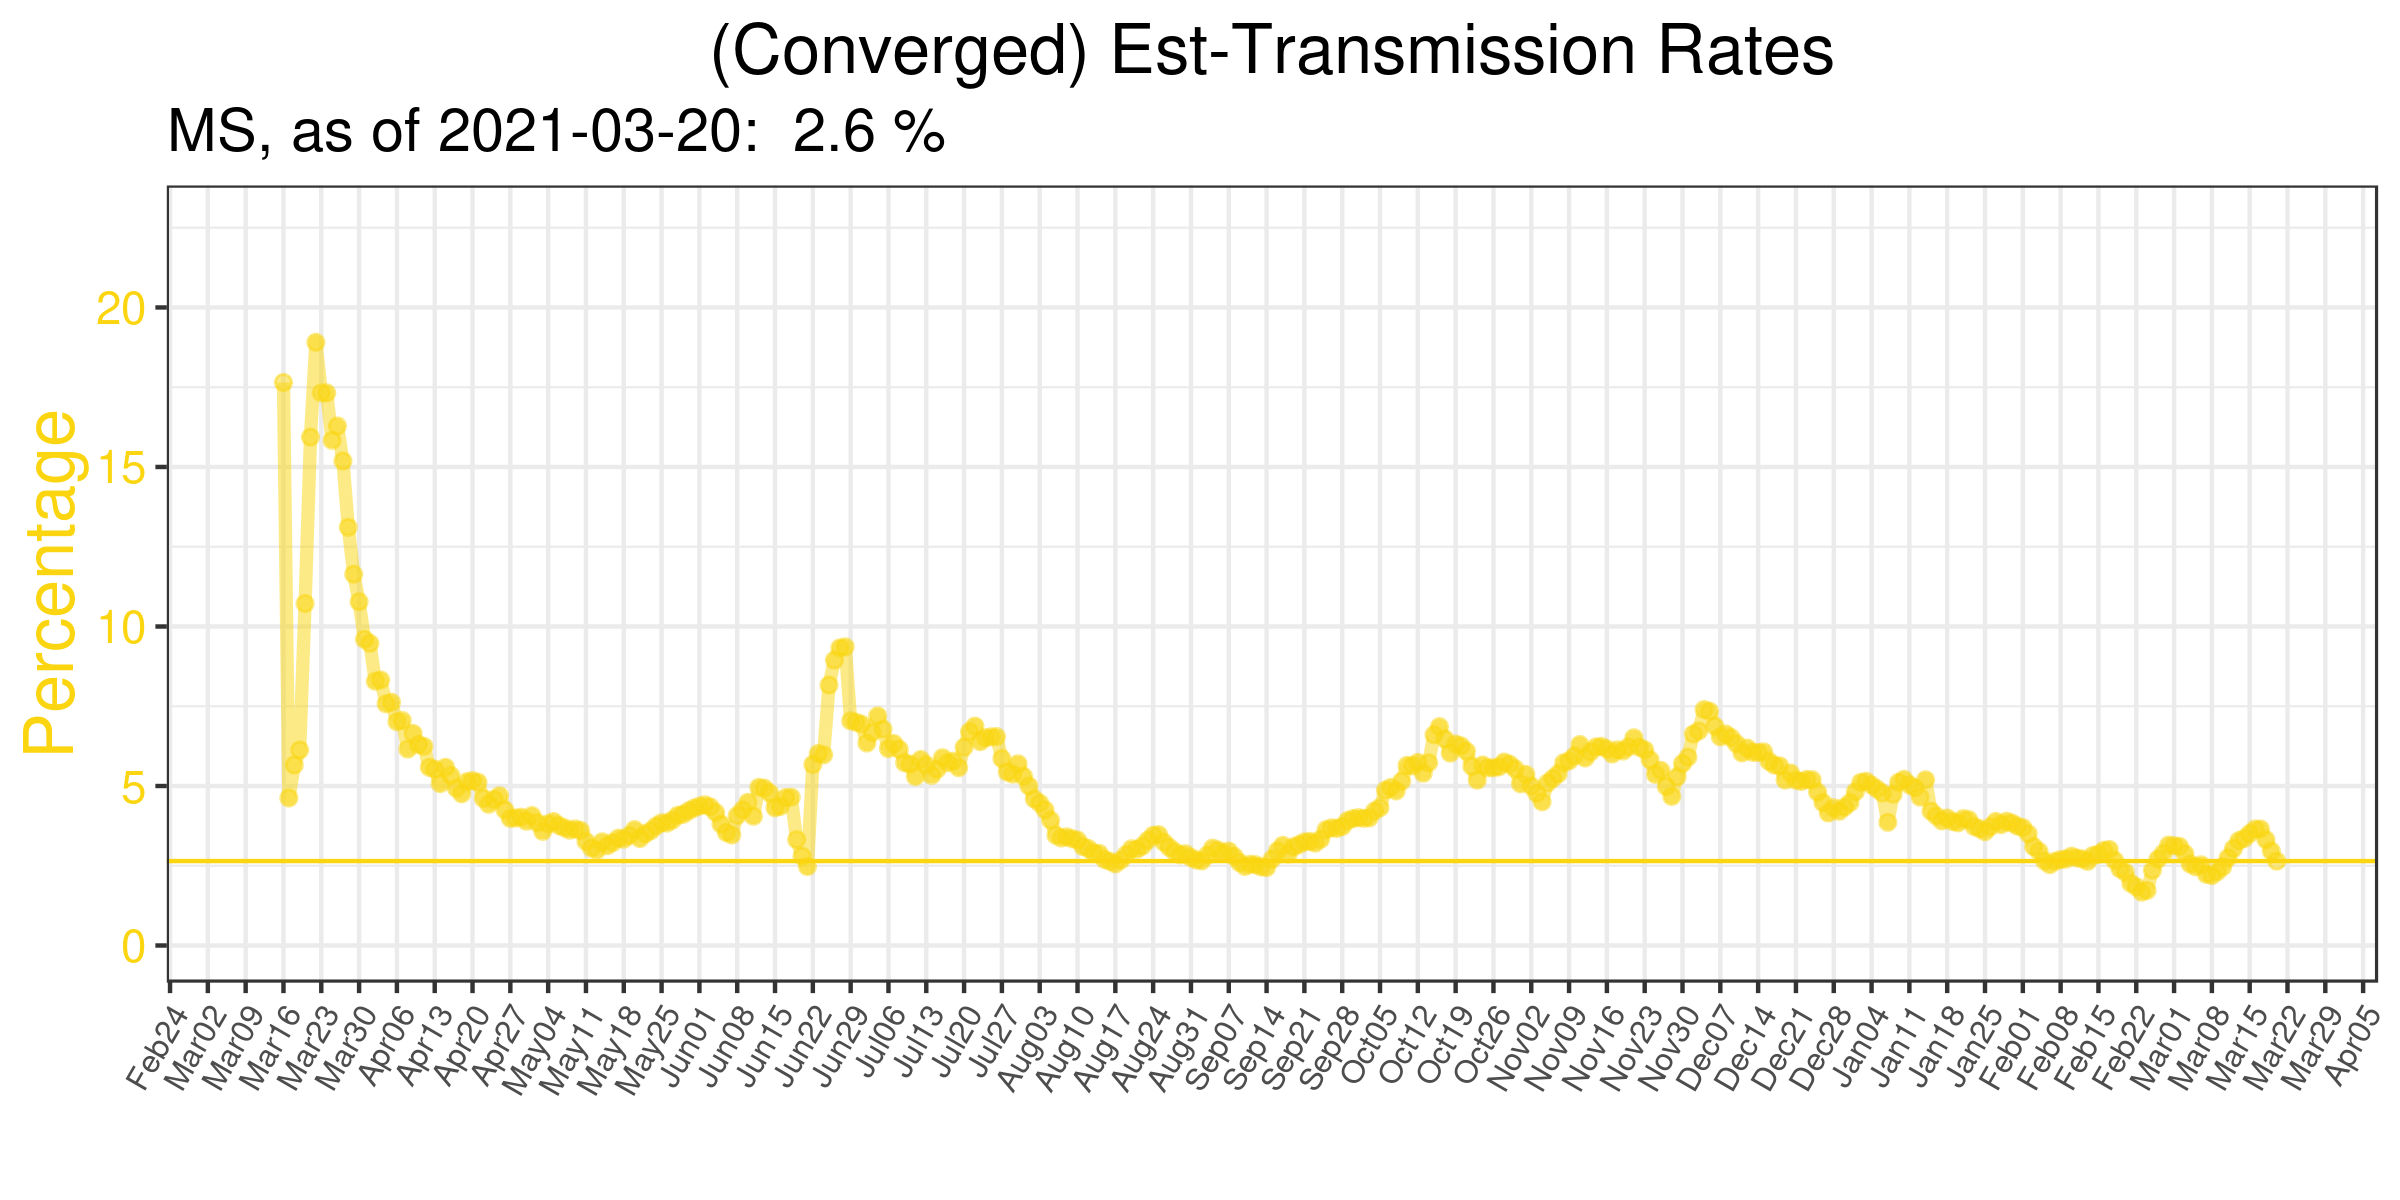 (Converged) Est-Transmission Rates
MS, as of 2021-03-20:  2.6 %
Percentage
20
15
10
5
0
Feb24
Mar02
Mar09
Mar16
Mar23
Mar30
Apr06
Apr13
Apr20
Apr27
May04
May11
May18
May25
Jun01
Jun08
Jun15
Jun22
Jun29
Jul06
Jul13
Jul20
Jul27
Aug03
Aug10
Aug17
Aug24
Aug31
Sep07
Sep14
Sep21
Sep28
Oct05
Oct12
Oct19
Oct26
Nov02
Nov09
Nov16
Nov23
Nov30
Dec07
Dec14
Dec21
Dec28
Jan04
Jan11
Jan18
Jan25
Feb01
Feb08
Feb15
Feb22
Mar01
Mar08
Mar15
Mar22
Mar29
Apr05